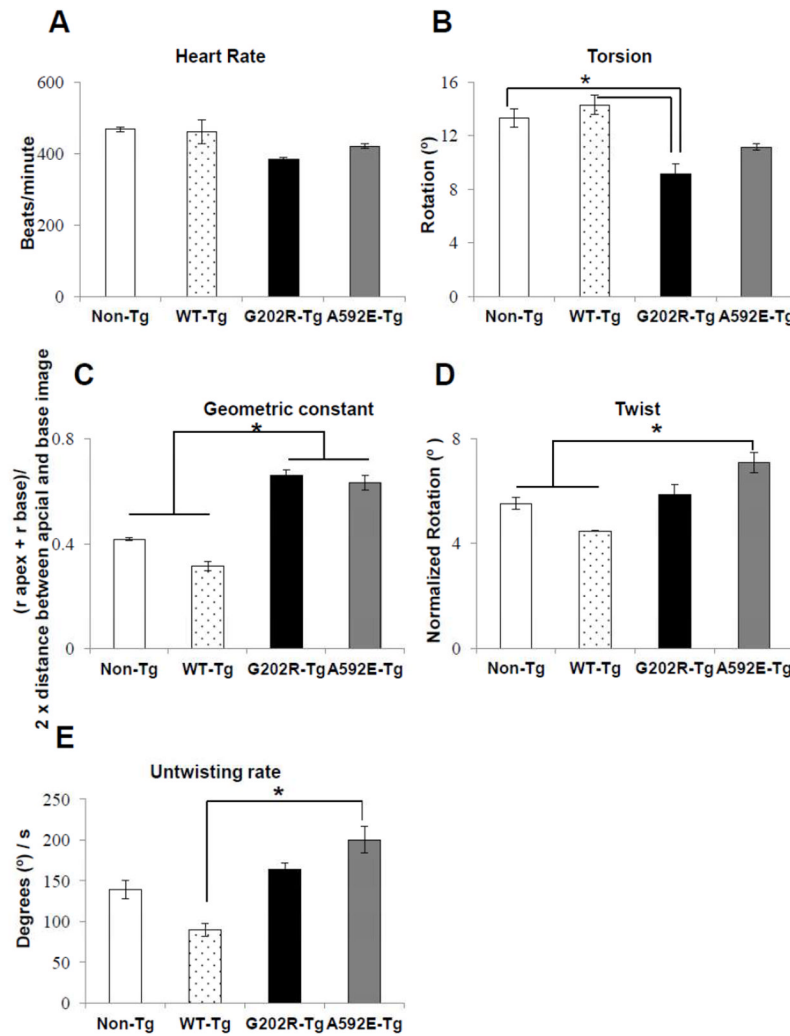 A
Heart Rate
Beats/minute
600
400
200
0
Non-Tg WT-Tg G202R-Tg A592E-Tg
B
Torsion
*
Rotation (º)
16
12
8
4
0
Non-Tg WT-Tg G202R-Tg A592E-Tg
C
Geometric constant
*
(r apex + r base)/
2 x distance between apcial and base image
0.8
0.4
0
Non-Tg WT-Tg G202R-Tg A592E-Tg
D
Twist
*
Normalized Rotation (º )
8
4
0
Non-Tg WT-Tg G202R-Tg A592E-Tg
E
Untwisting rate
*
Degrees (º) / s
250
200
150
100
50
0
Non-Tg WT-Tg G202R-Tg A592E-Tg